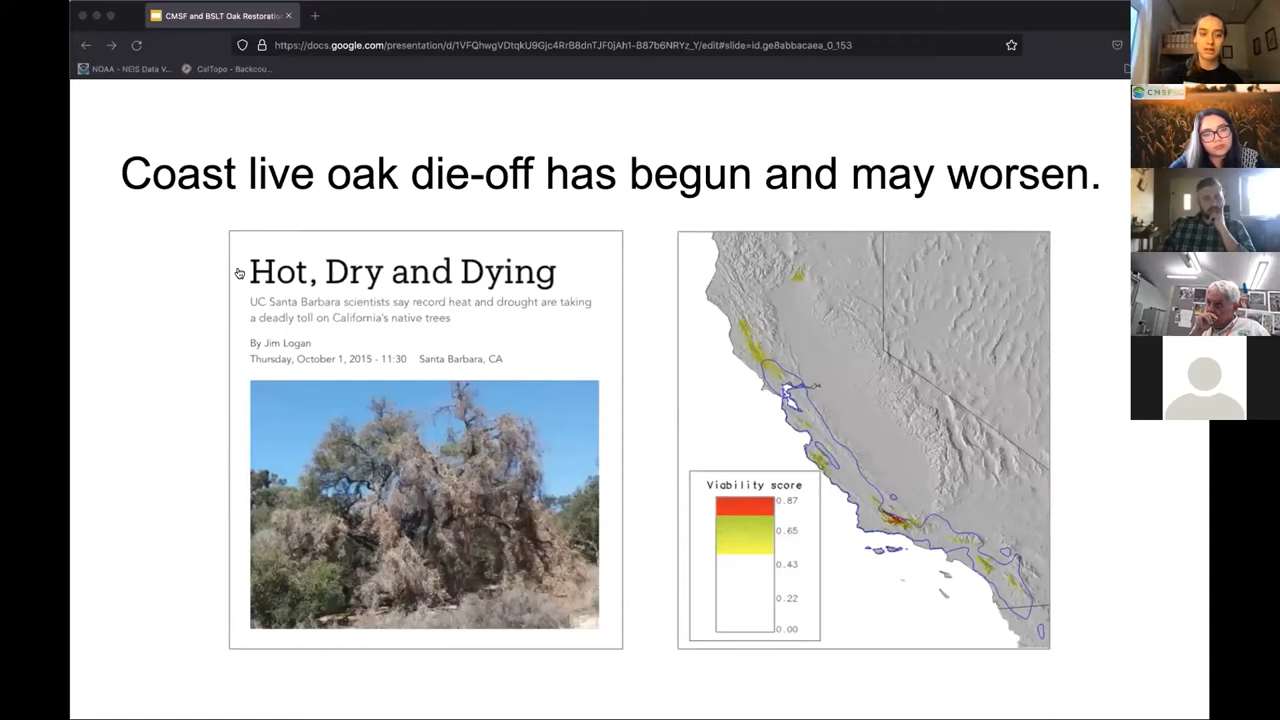 CMSF and BSLT Oak Restoratio
https://docs.google.com/presentation/d/1VFQhwgVDtqkU9Gjc4RrB8dnTJF0jAh1-B87b6NRYz_Y/edit#slide=id.ge8abbacaea_0_153
NOAA - NEIS Data V...
CalTopo - Backcou...
CMSF
Coast live oak die-off has begun and may worsen.
Hot, Dry and Dying
UC Santa Barbara scientists say record heat and drought are taking
a deadly toll on California's native trees
By Jim Logan
Thursday, October 1, 2015 - 11:30 Santa Barbara, CA
Viability score
0.87
0.65
0.43
0.22
0.00